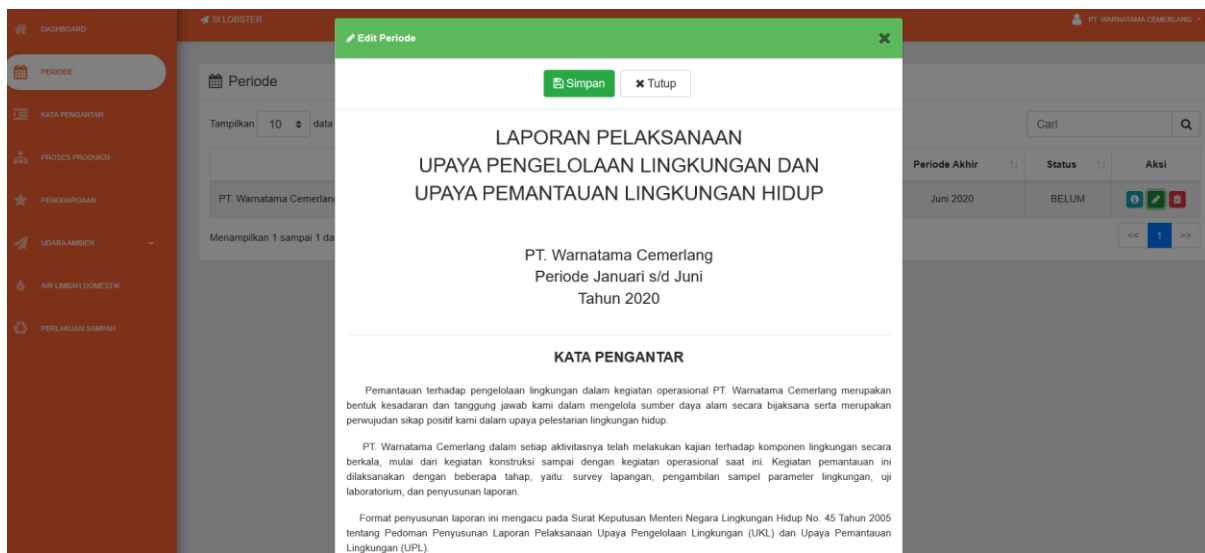 SI LOBSTER
PT. WARNATAMA CEMERLANG
DASHBOARD
PERIODE
KATA PENGANTAR
PROSES PRODUKSI
PENGHARGAAN
UDARA AMBIEN
AIR LIMBAH DOMESTIK
PERLAKUAN SAMPAH
Periode
Tampilkan 10 data
Cari
Periode Akhir Status Aksi
PT. Warnatama Cemerlang Juni 2020 BELUM
Menampilkan 1 sampai 1 da
<< 1 >>
Edit Periode
Simpan Tutup
LAPORAN PELAKSANAAN
UPAYA PENGELOLAAN LINGKUNGAN DAN
UPAYA PEMANTAUAN LINGKUNGAN HIDUP
PT. Warnatama Cemerlang
Periode Januari s/d Juni
Tahun 2020
KATA PENGANTAR
Pemantauan terhadap pengelolaan lingkungan dalam kegiatan operasional PT. Warnatama Cemerlang merupakan
bentuk kesadaran dan tanggung jawab kami dalam mengelola sumber daya alam secara bijaksana serta merupakan
perwujudan sikap positif kami dalam upaya pelestarian lingkungan hidup.
PT. Warnatama Cemerlang dalam setiap aktivitasnya telah melakukan kajian terhadap komponen lingkungan secara
berkala, mulai dari kegiatan konstruksi sampai dengan kegiatan operasional saat ini. Kegiatan pemantauan ini
dilaksanakan dengan beberapa tahap, yaitu: survey lapangan, pengambilan sampel parameter lingkungan, uji
laboratorium, dan penyusunan laporan.
Format penyusunan laporan ini mengacu pada Surat Keputusan Menteri Negara Lingkungan Hidup No. 45 Tahun 2005
tentang Pedoman Penyusunan Laporan Pelaksanaan Upaya Pengelolaan Lingkungan (UKL) dan Upaya Pemantauan
Lingkungan (UPL).